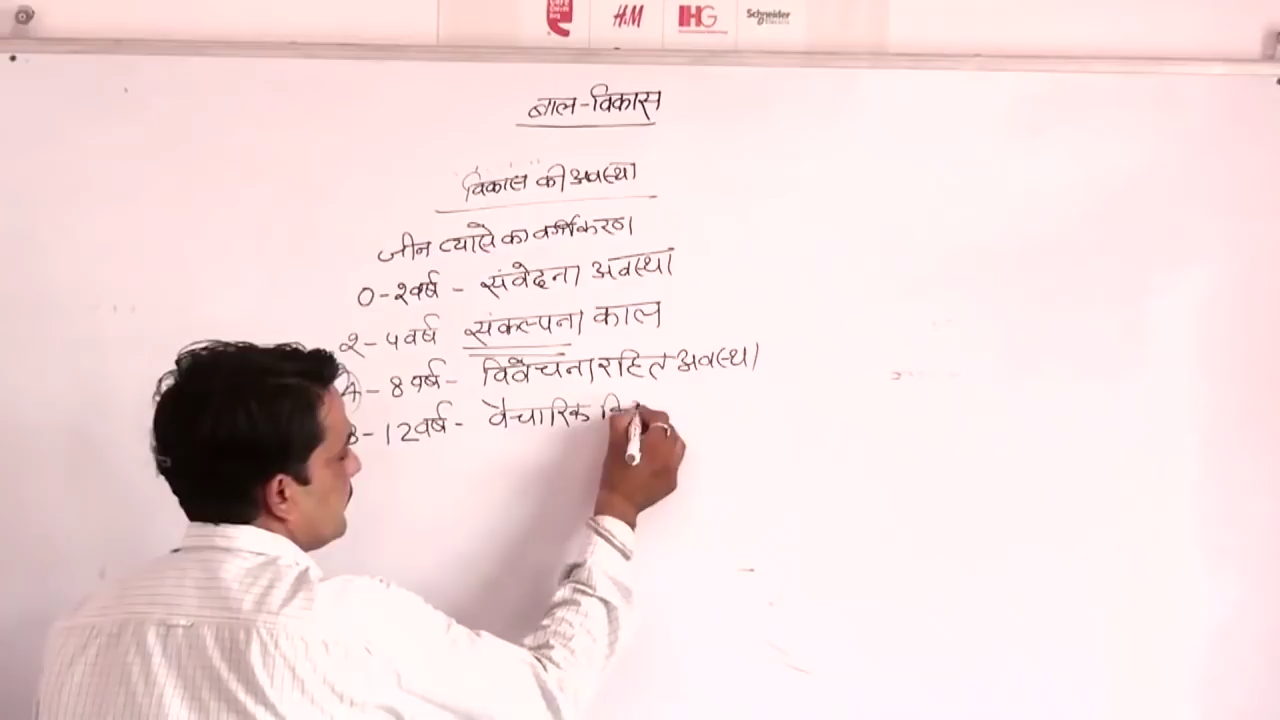 H&M IHG Schneider
बाल-विकास
विकास की अवस्था
जीन प्याजे का वर्गीकरण
0-2वर्ष - संवेदना अवस्था
2-4वर्ष संकल्पना काल
4-8वर्ष- विवेचना रहित अवस्था
8-12वर्ष- वैचारिक